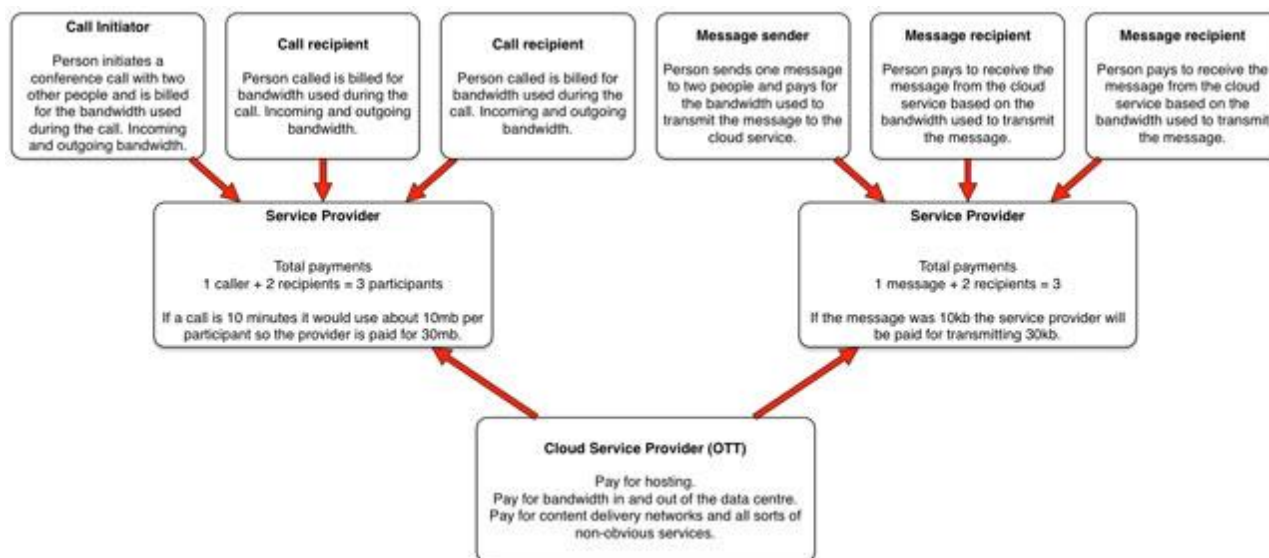 Call Initiator
Person initiates a
conference call with two
other people and is billed
for the bandwidth used
during the call. Incoming
and outgoing bandwidth.
Call recipient
Person called is billed for
bandwidth used during the
call. Incoming and outgoing
bandwidth.
Call recipient
Person called is billed for
bandwidth used during the
call. Incoming and outgoing
bandwidth.
Message sender
Person sends one message
to two people and pays for
the bandwidth used to
transmit the message to the
cloud service.
Message recipient
Person pays to receive the
message from the cloud
service based on the
bandwidth used to transmit
the message.
Message recipient
Person pays to receive the
message from the cloud
service based on the
bandwidth used to transmit
the message.
Service Provider
Total payments
1 caller + 2 recipients = 3 participants
If a call is 10 minutes it would use about 10mb per
participant so the provider is paid for 30mb.
Service Provider
Total payments
1 message + 2 recipients = 3
If the message was 10kb the service provider will
be paid for transmitting 30kb.
Cloud Service Provider (OTT)
Pay for hosting.
Pay for bandwidth in and out of the data centre.
Pay for content delivery networks and all sorts of
non-obvious services.